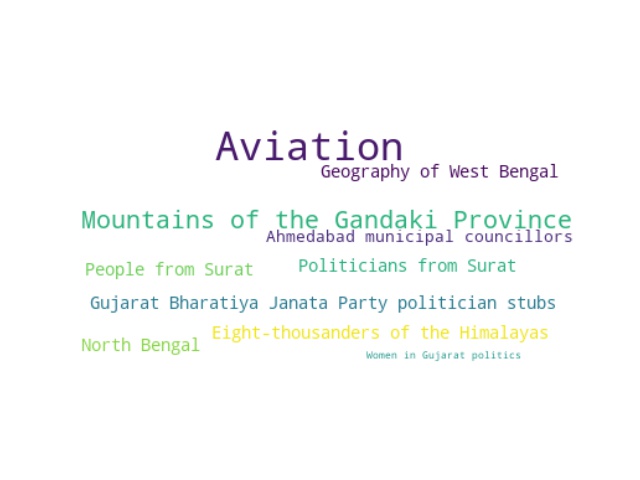 Aviation
Geography of West Bengal
Mountains of the Gandaki Province
Ahmedabad municipal councillors
Politicians from Surat
People from Surat
Gujarat Bharatiya Janata Party politician stubs
Eight-thousanders of the Himalayas
North Bengal
Women in Gujarat politics